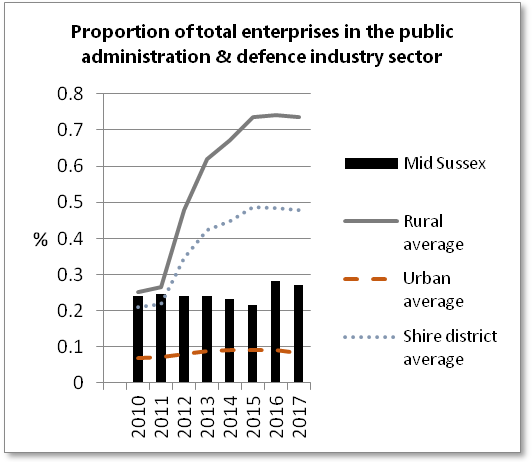 Proportion of total enterprises in the public
administration & defence industry sector
0.8
0.7
0.6
0.5
0.4
0.3
0.2
0.1
0
%
2010
2011
2012
2013
2014
2015
2016
2017
Mid Sussex
Rural
average
Urban
average
Shire district
average